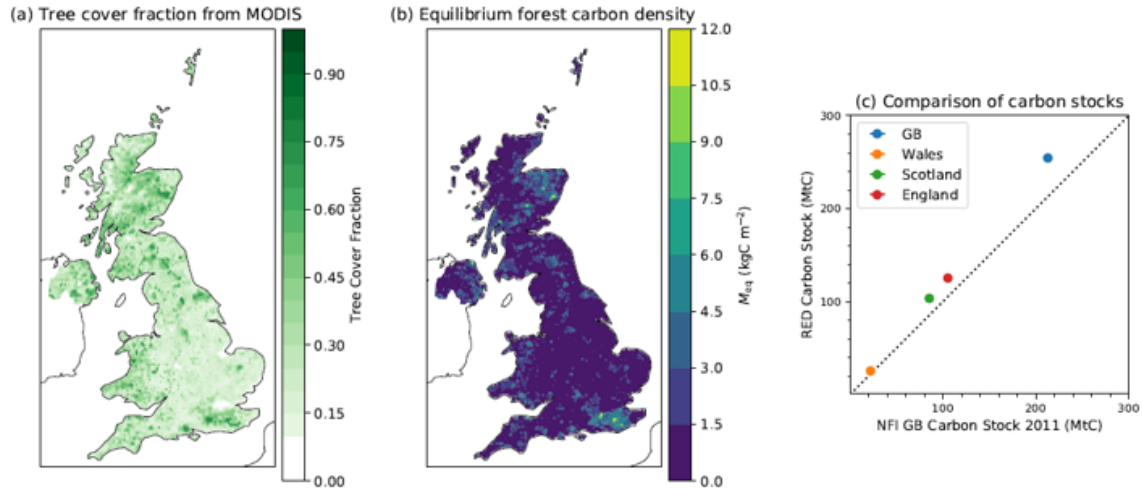 (a) Tree cover fraction from MODIS
0.90
0.75
0.60
0.45
0.30
0.15
0.00
Tree Cover Fraction
(b) Equilibrium forest carbon density
12.0
10.5
9.0
7.5
6.0
4.5
3.0
1.5
0.0
Meq (kgC m−2)
(c) Comparison of carbon stocks
300
200
100
RED Carbon Stock (MtC)
GB
Wales
Scotland
England
100
200
300
NFI GB Carbon Stock 2011 (MtC)